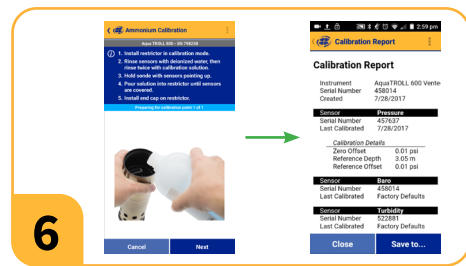 Ammonium Calibration
Aqua TROLL 600 - SN 798250
1. Install restrictor in calibration mode.
2. Rinse sensors with deionized water, then
rinse twice with calibration solution.
3. Hold sonde with sensors pointing up.
4. Pour solution into restrictor until sensors
are covered.
5. Install end cap on restrictor.
Preparing for calibration point 1 of 1
Cancel Next
2:59 pm
Calibration Report
Calibration Report
Instrument AquaTROLL 600 Vente
Serial Number 458014
Created 7/28/2017
Sensor Pressure
Serial Number 457637
Last Calibrated 7/28/2017
Calibration Details
Zero Offset 0.01 psi
Reference Depth 3.05 m
Reference Offset 0.01 psi
Sensor Baro
Serial Number 458014
Last Calibrated Factory Defaults
Sensor Turbidity
Serial Number 522881
Last Calibrated Factory Defaults
Close Save to...
6